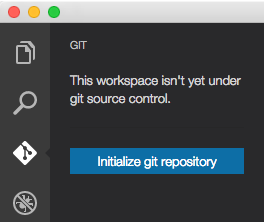 GIT
This workspace isn't yet under
git source control.
Initialize git repository